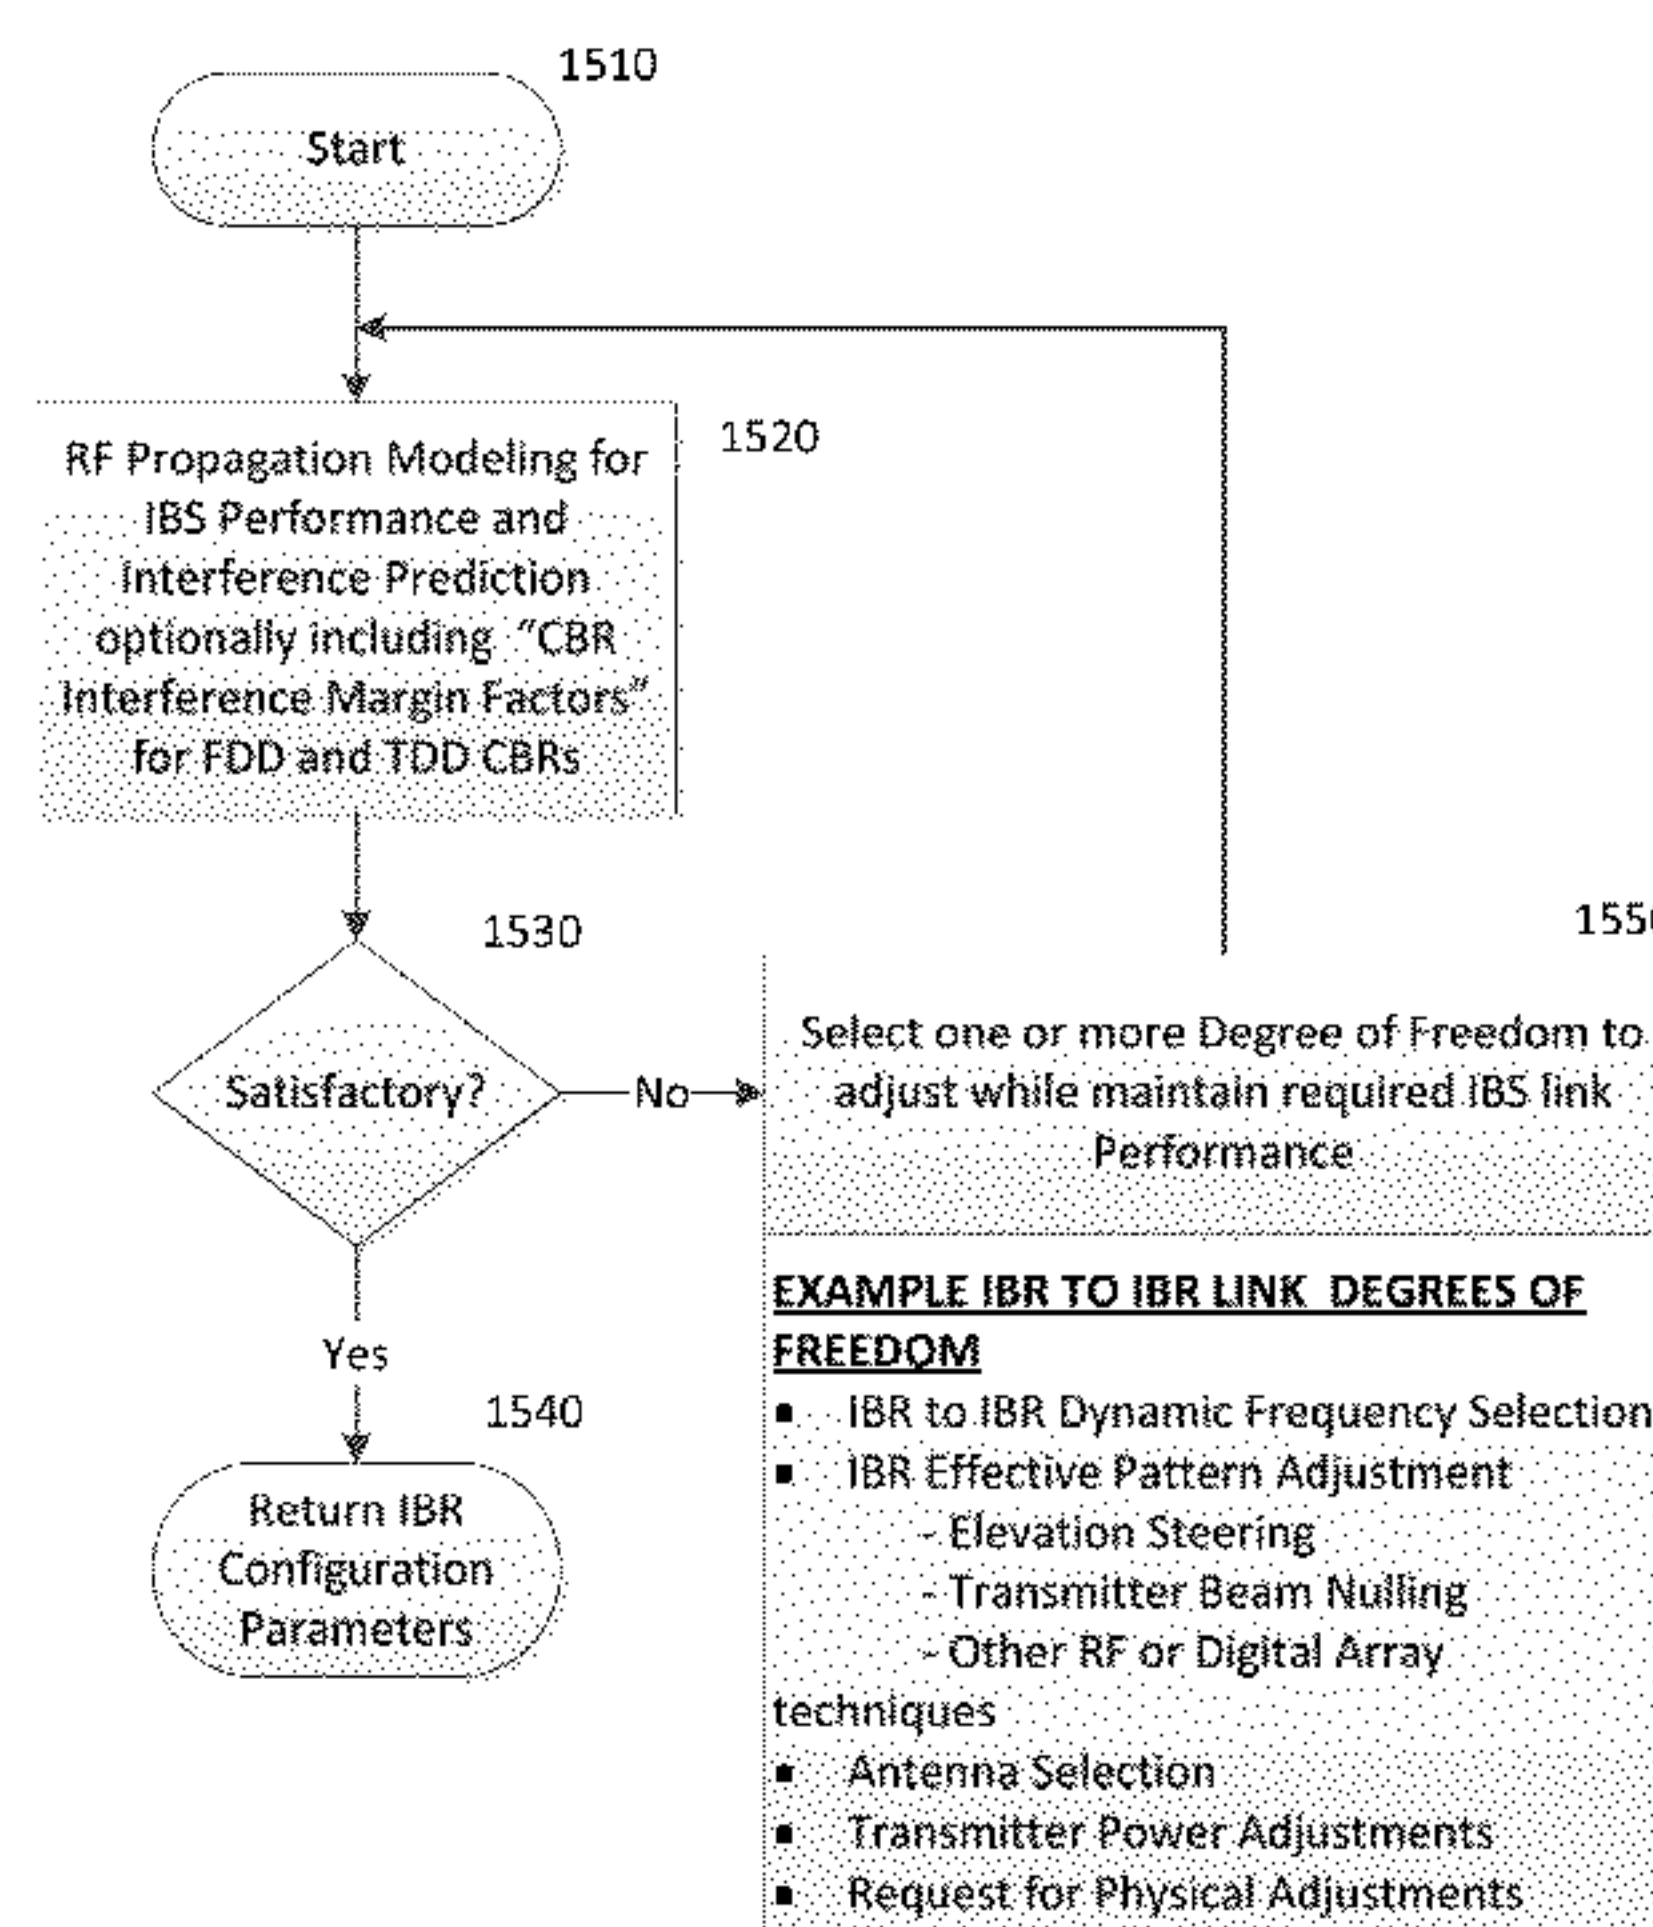 1510
Start
1520
RF Propagation Modeling for
IBS Performance and
Interference Prediction
optionally including "CBR
Interference Margin Factors"
for FDD and TDD CBRs
1530
Satisfactory?
No
Yes
1540
Return IBR
Configuration
Parameters
Select one or more Degree of Freedom to
adjust while maintain required IBS link
Performance
EXAMPLE IBR TO IBR LINK DEGREES OF
FREEDOM
▪ IBR to IBR Dynamic Frequency Selection
▪ IBR Effective Pattern Adjustment
- Elevation Steering
- Transmitter Beam Nulling
- Other RF or Digital Array
techniques
▪ Antenna Selection
▪ Transmitter Power Adjustments
▪ Request for Physical Adjustments